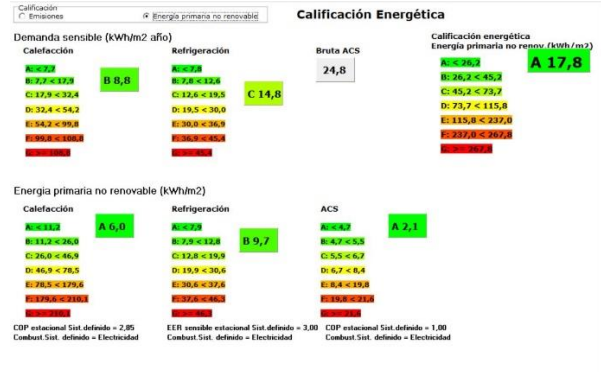 Calificación
Emisiones
Energía primaria no renovable
Calificación Energética
Demanda sensible (kWh/m2 año)
Calefacción
A: < 7,7
B: 7,7 < 17,9
C: 17,9 < 32,4
D: 32,4 < 54,2
E: 54,2 < 99,8
F: 99,8 < 108,8
G: >= 108,8
B 8,8
Refrigeración
A: < 7,8
B: 7,8 < 12,6
C: 12,6 < 19,5
D: 19,5 < 30,0
E: 30,0 < 36,9
F: 36,9 < 45,4
G: >= 45,4
C 14,8
Bruta ACS
24,8
Calificación energética
Energía primaria no renov. (kWh/m2)
A: < 26,2
B: 26,2 < 45,2
C: 45,2 < 73,7
D: 73,7 < 115,8
E: 115,8 < 237,0
F: 237,0 < 267,8
G: >= 267,8
A 17,8
Energía primaria no renovable (kWh/m2)
Calefacción
A: < 11,2
B: 11,2 < 26,0
C: 26,0 < 46,9
D: 46,9 < 78,5
E: 78,5 < 179,6
F: 179,6 < 210,1
G: >= 210,1
A 6,0
Refrigeración
A: < 7,9
B: 7,9 < 12,8
C: 12,8 < 19,9
D: 19,9 < 30,6
E: 30,6 < 37,6
F: 37,6 < 46,3
G: >= 46,3
B 9,7
ACS
A: < 4,7
B: 4,7 < 5,5
C: 5,5 < 6,7
D: 6,7 < 8,4
E: 8,4 < 19,8
F: 19,8 < 21,6
G: >= 21,6
A 2,1
COP estacional Sist.definido = 2,85
Combust.Sist. definido = Electricidad
EER sensible estacional Sist.definido = 3,00
Combust.Sist. definido = Electricidad
COP estacional Sist.definido = 1,00
Combust.Sist. definido = Electricidad